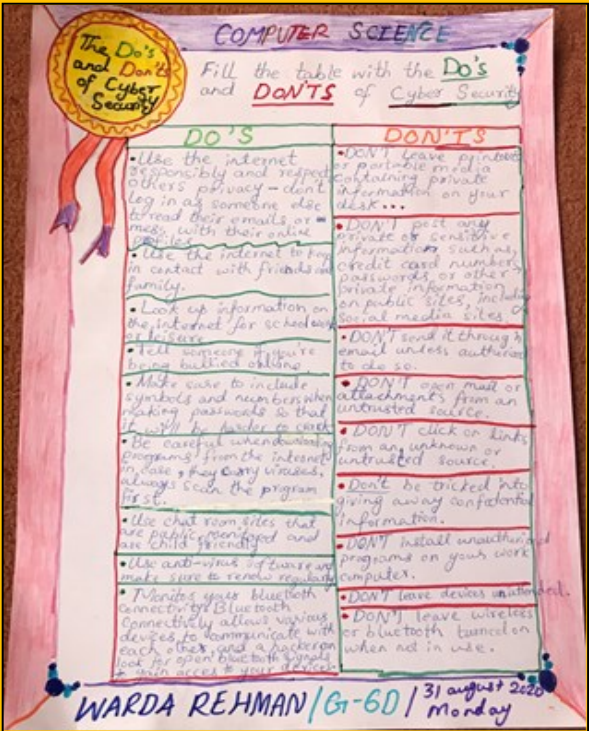 COMPUTER SCIENCE
The Do's
and Don'ts
of Cyber
Security
Fill the table with the Do's
and DON'TS of Cyber Security
DO'S
• Use the internet
responsibly and respect
others privacy - don't
log in as someone else
to read their emails, or
mess with their online
profiles
• Use the internet to keep
in contact with friends and
family.
• Look up information on
the internet for school work
or leisure
• Tell someone if you're
being bullied online
• Make sure to include
symbols and numbers when
making passwords so that
it will be harder to crack
• Be careful when downloading
programs from the internet
in case, they carry viruses,
always scan the program
first.
• Use chat room sites that
are public, monitored and
are child friendly
• Use anti-virus software and
make sure to renew regularly
• Monitor your bluetooth
connectivity Bluetooth
Connectively allows various
devices to communicate with
each other, and a hacker can
look for open bluetooth signals
to gain acces to your devices.
DON'TS
• DON'T leave printouts
or portable media
containing private
information on your
desk...
• DON'T post any
private or sensitive
information, such as,
credit card number,
passwords or other
private information
on public sites, including
social media sites
• DON'T send it through
email unless authorized
to do so.
• DON'T open mail or
attachments from an
untrusted source.
• DON'T click on links
from an unknown or
untrusted source.
• Don't be tricked into
giving away confidential
information.
• DON'T install unauthorized
programs on your work
computer.
• DON'T leave devices unattended.
• DON'T leave wireless
or bluetooth turned on
when not in use.
WARDA REHMAN / G-6D / 31 august 2020
Monday